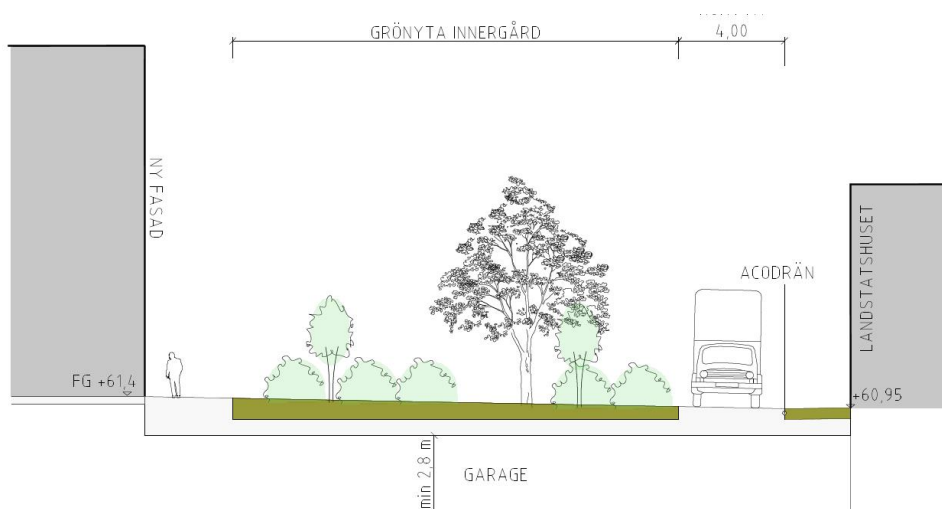 GRÖNYTA INNERGÅRD
4,00
NY FASAD
ACODRÄN
LANDSTATSHUSET
FG +61,4
+60,95
min 2,8 m
GARAGE